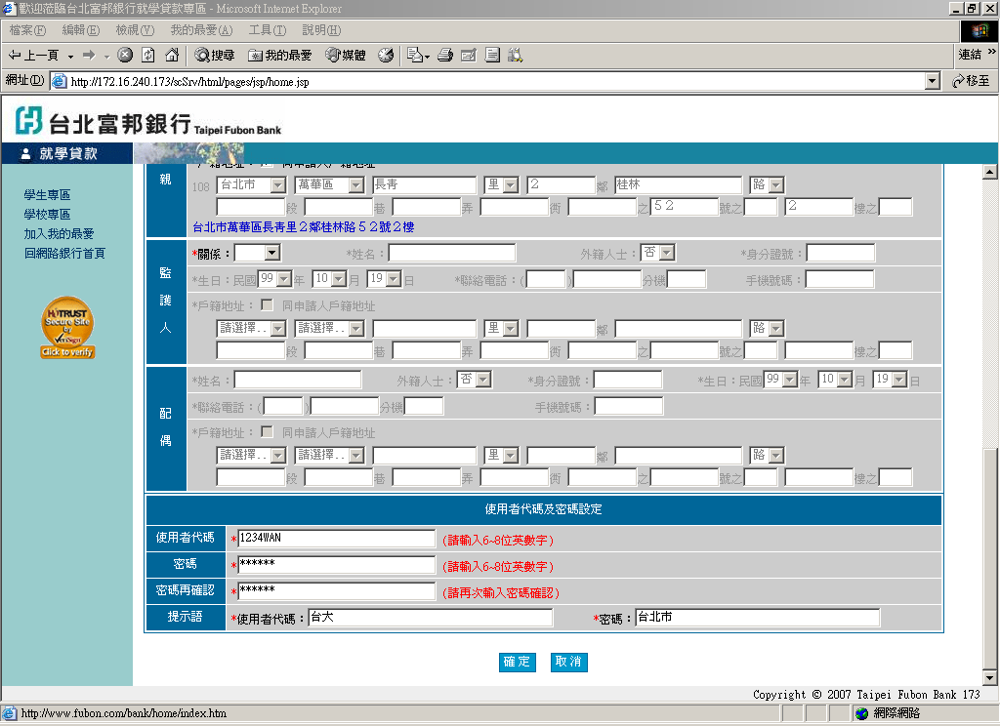 歡迎蒞臨台北富邦銀行就學貸款專區 - Microsoft Internet Explorer
檔案(F) 編輯(E) 檢視(V) 我的最愛(A) 工具(T) 說明(H)
上一頁 搜尋 我的最愛 媒體 連結 »
網址(D) http://172.16.240.173/scSrv/html/pages/jsp/home.jsp 移至
台北富邦銀行 Taipei Fubon Bank
就學貸款
學生專區
學校專區
加入我的最愛
回網路銀行首頁
HiTRUST
Secure Site
by
VeriSign
Click to verify
親
戶籍地址: 同申請人戶籍地址
108 台北市 萬華區 長青 里 2 鄰 桂林 路
段 巷 弄 衖 之 52 號之 2 樓之
台北市萬華區長青里2鄰桂林路52號2樓
監護人
*關係: *姓名: 外籍人士: 否 *身分證號:
*生日:民國 99 年 10 月 19 日 *聯絡電話:( ) 分機 手機號碼:
*戶籍地址: 同申請人戶籍地址
請選擇.. 請選擇.. 里 鄰 路
段 巷 弄 衖 之 號之 樓之
配偶
*姓名: 外籍人士: 否 *身分證號: *生日:民國 99 年 10 月 19 日
*聯絡電話:( ) 分機 手機號碼:
*戶籍地址: 同申請人戶籍地址
請選擇.. 請選擇.. 里 鄰 路
段 巷 弄 衖 之 號之 樓之
使用者代碼及密碼設定
使用者代碼 * 1234WAN (請輸入6~8位英數字)
密碼 * ****** (請輸入6~8位英數字)
密碼再確認 * ****** (請再次輸入密碼確認)
提示語 *使用者代碼: 台大 *密碼: 台北市
確定 取消
Copyright © 2007 Taipei Fubon Bank 173
http://www.fubon.com/bank/home/index.htm 網際網路